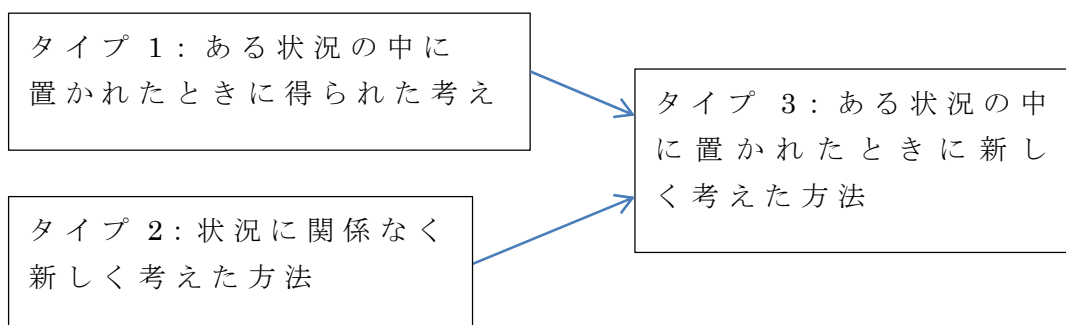 タイプ 1：ある状況の中に
置かれたときに得られた考え
タイプ 2：状況に関係なく
新しく考えた方法
タイプ 3：ある状況の中
に置かれたときに新し
く考えた方法